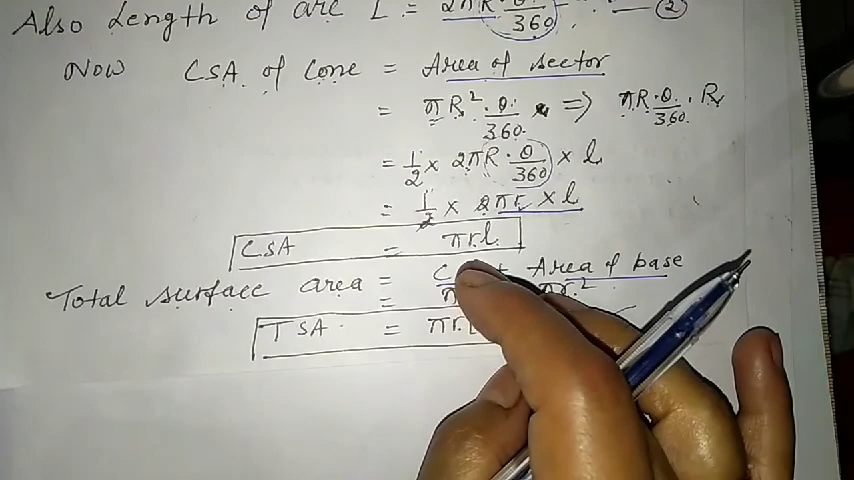 Also Length of arc L = 2πR·θ/360 ②
Now CSA of Cone = Area of sector
= πR²·θ/360 => πR·θ/360·R
= 1/2 × 2πR·θ/360 × l
= 1/2 × 2πr × l
CSA = πrl
Total surface area = C + Area of base
= π πr²
TSA = πr